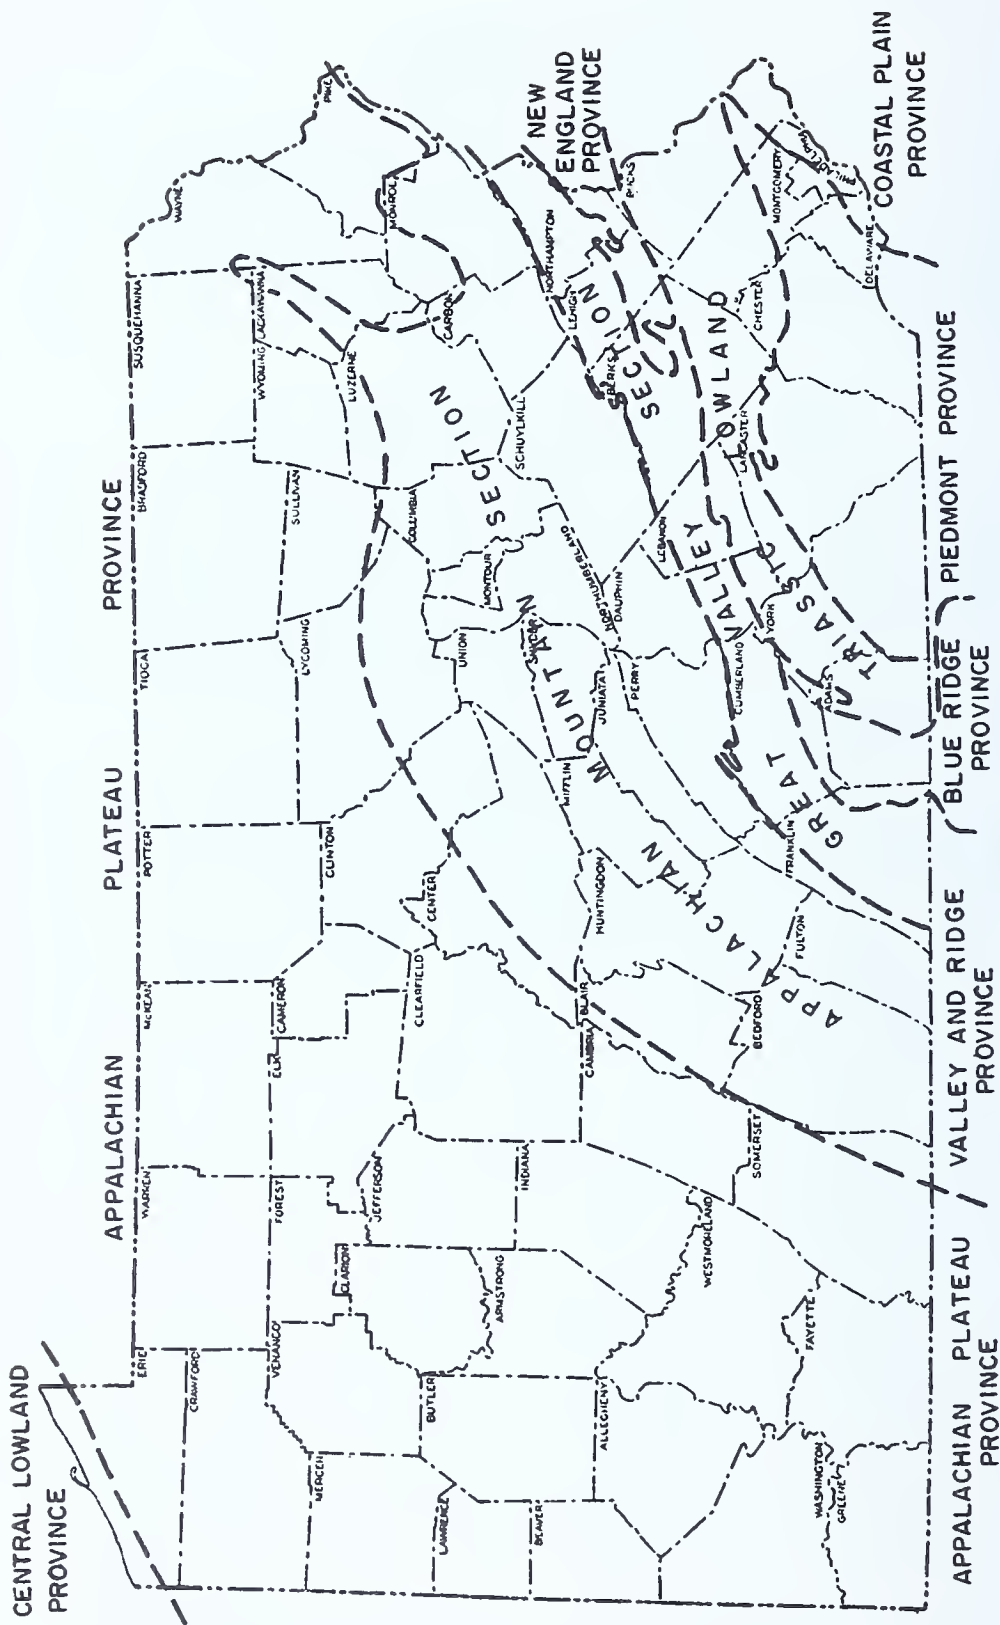 CENTRAL LOWLAND
PROVINCE
APPALACHIAN PLATEAU PROVINCE
ERIE
WARREN
McKEAN
POTTER
TIOGA
BRADFORD
SUSQUEHANNA
WAYNE
PIKE
CRAWFORD
VENANGO
FOREST
ELK
CAMERON
CLINTON
LYCOMING
SULLIVAN
WYOMING
LACKAWANNA
LUZERNE
MONROE
MERCER
CLARION
JEFFERSON
CLEARFIELD
CENTER
UNION
MONTOUR
COLUMBIA
CARBON
LAWRENCE
BUTLER
ARMSTRONG
INDIANA
SNYDER
NORTHUMBERLAND
SCHUYLKILL
NORTHAMPTON
LEHIGH
BEAVER
ALLEGHENY
CAMBRIA
BLAIR
HUNTINGDON
MIFFLIN
JUNIATA
PERRY
DAUPHIN
LEBANON
BERKS
BUCKS
WESTMORELAND
SOMERSET
BEDFORD
FULTON
FRANKLIN
CUMBERLAND
YORK
LANCASTER
CHESTER
MONTGOMERY
PHILADELPHIA
DELAWARE
WASHINGTON
GREENE
FAYETTE
ADAMS
APPALACHIAN MOUNTAIN SECTION
GREAT VALLEY SECTION
TRIASSIC LOWLAND
NEW
ENGLAND
PROVINCE
COASTAL PLAIN
PROVINCE
APPALACHIAN PLATEAU
PROVINCE
VALLEY AND RIDGE
PROVINCE
BLUE RIDGE
PROVINCE
PIEDMONT PROVINCE